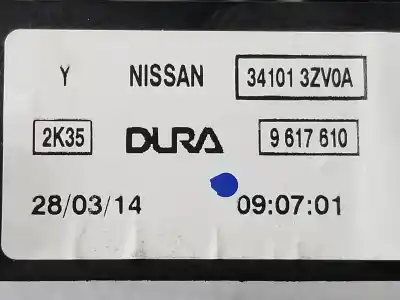 Y NISSAN 34101 3ZV0A
2K35 DURA 9 617 610
28/03/14 09:07:01